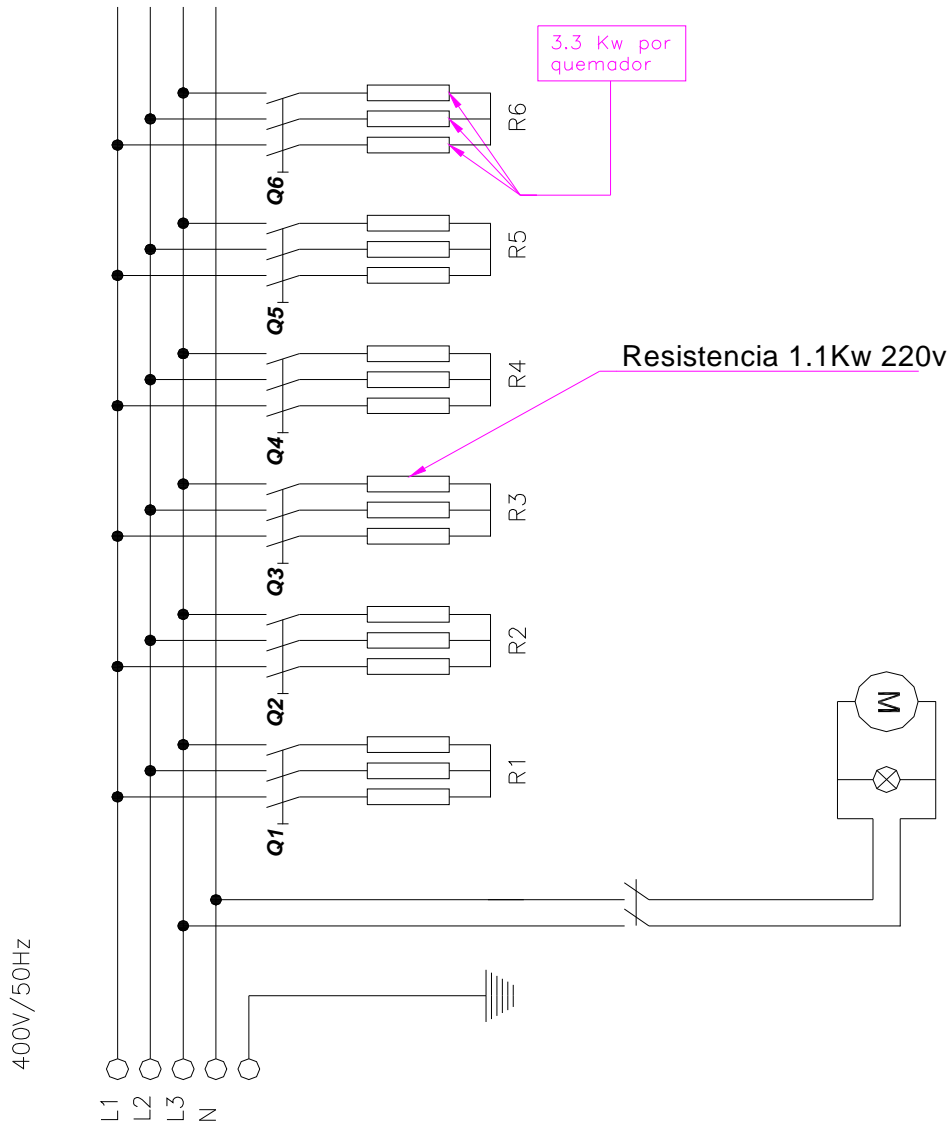 3.3 Kw por
quemador
R6
Q6
R5
Q5
Resistencia 1.1Kw 220v
R4
Q4
R3
Q3
R2
Q2
M
R1
Q1
400V/50Hz
L1
L2
L3
N